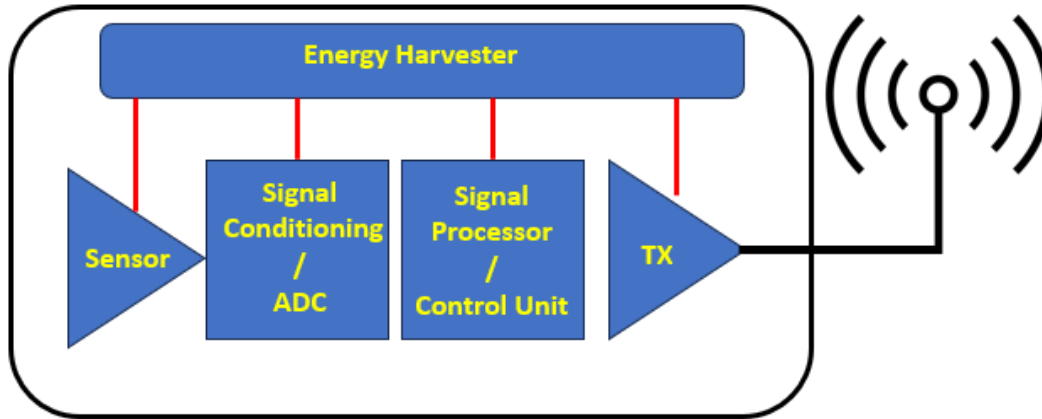 Energy Harvester
Sensor
Signal
Conditioning
/
ADC
Signal
Processor
/
Control Unit
TX